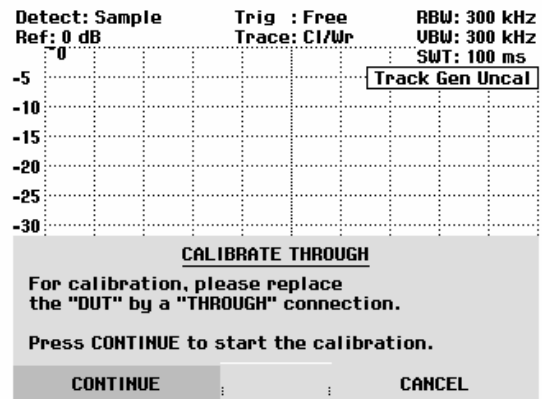 Detect: Sample Trig : Free RBW: 300 kHz
Ref: 0 dB Trace: Cl/Wr VBW: 300 kHz
0 SWT: 100 ms
-5 Track Gen Uncal
-10
-15
-20
-25
-30
CALIBRATE THROUGH
For calibration, please replace
the "DUT" by a "THROUGH" connection.
Press CONTINUE to start the calibration.
CONTINUE CANCEL